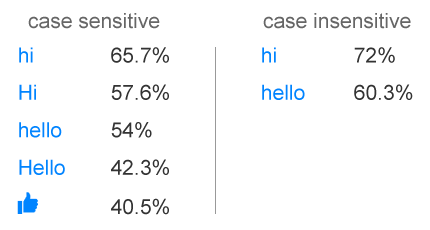 case sensitive
hi 65.7%
Hi 57.6%
hello 54%
Hello 42.3%
40.5%
case insensitive
hi 72%
hello 60.3%